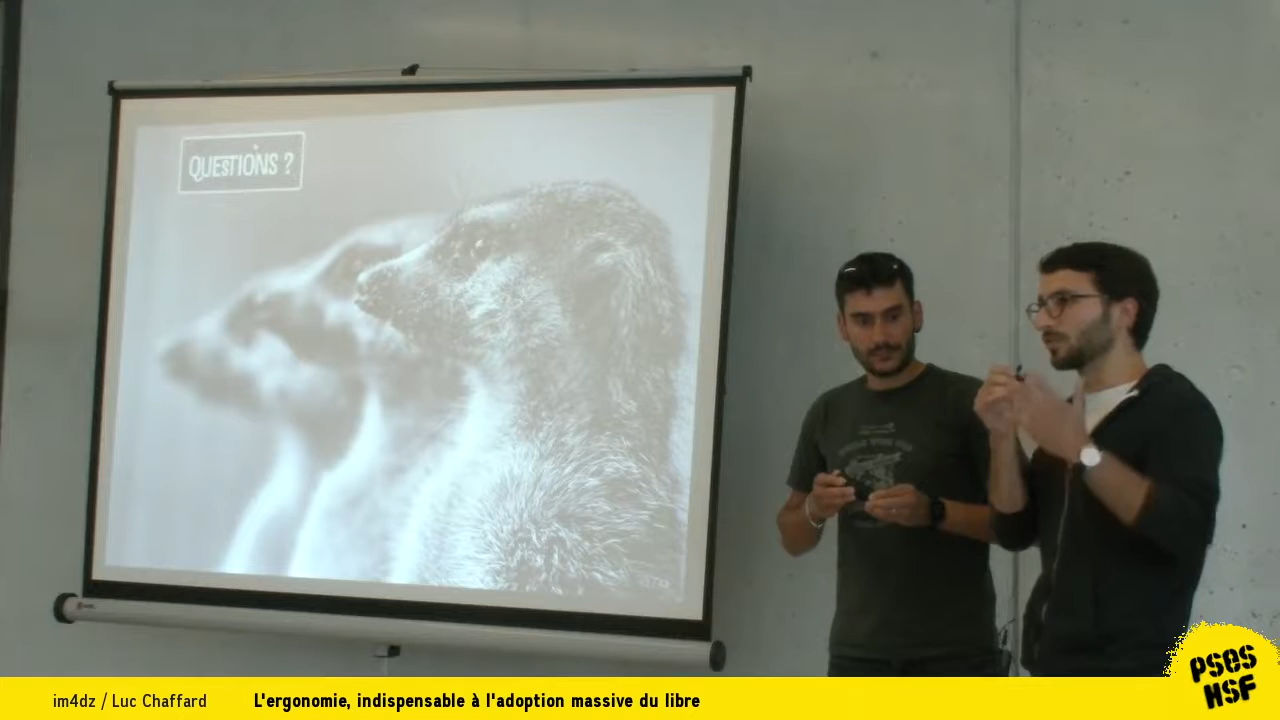 QUESTIONS ?
im4dz / Luc Chaffard
L'ergonomie, indispensable à l'adoption massive du libre
PSES
HSF